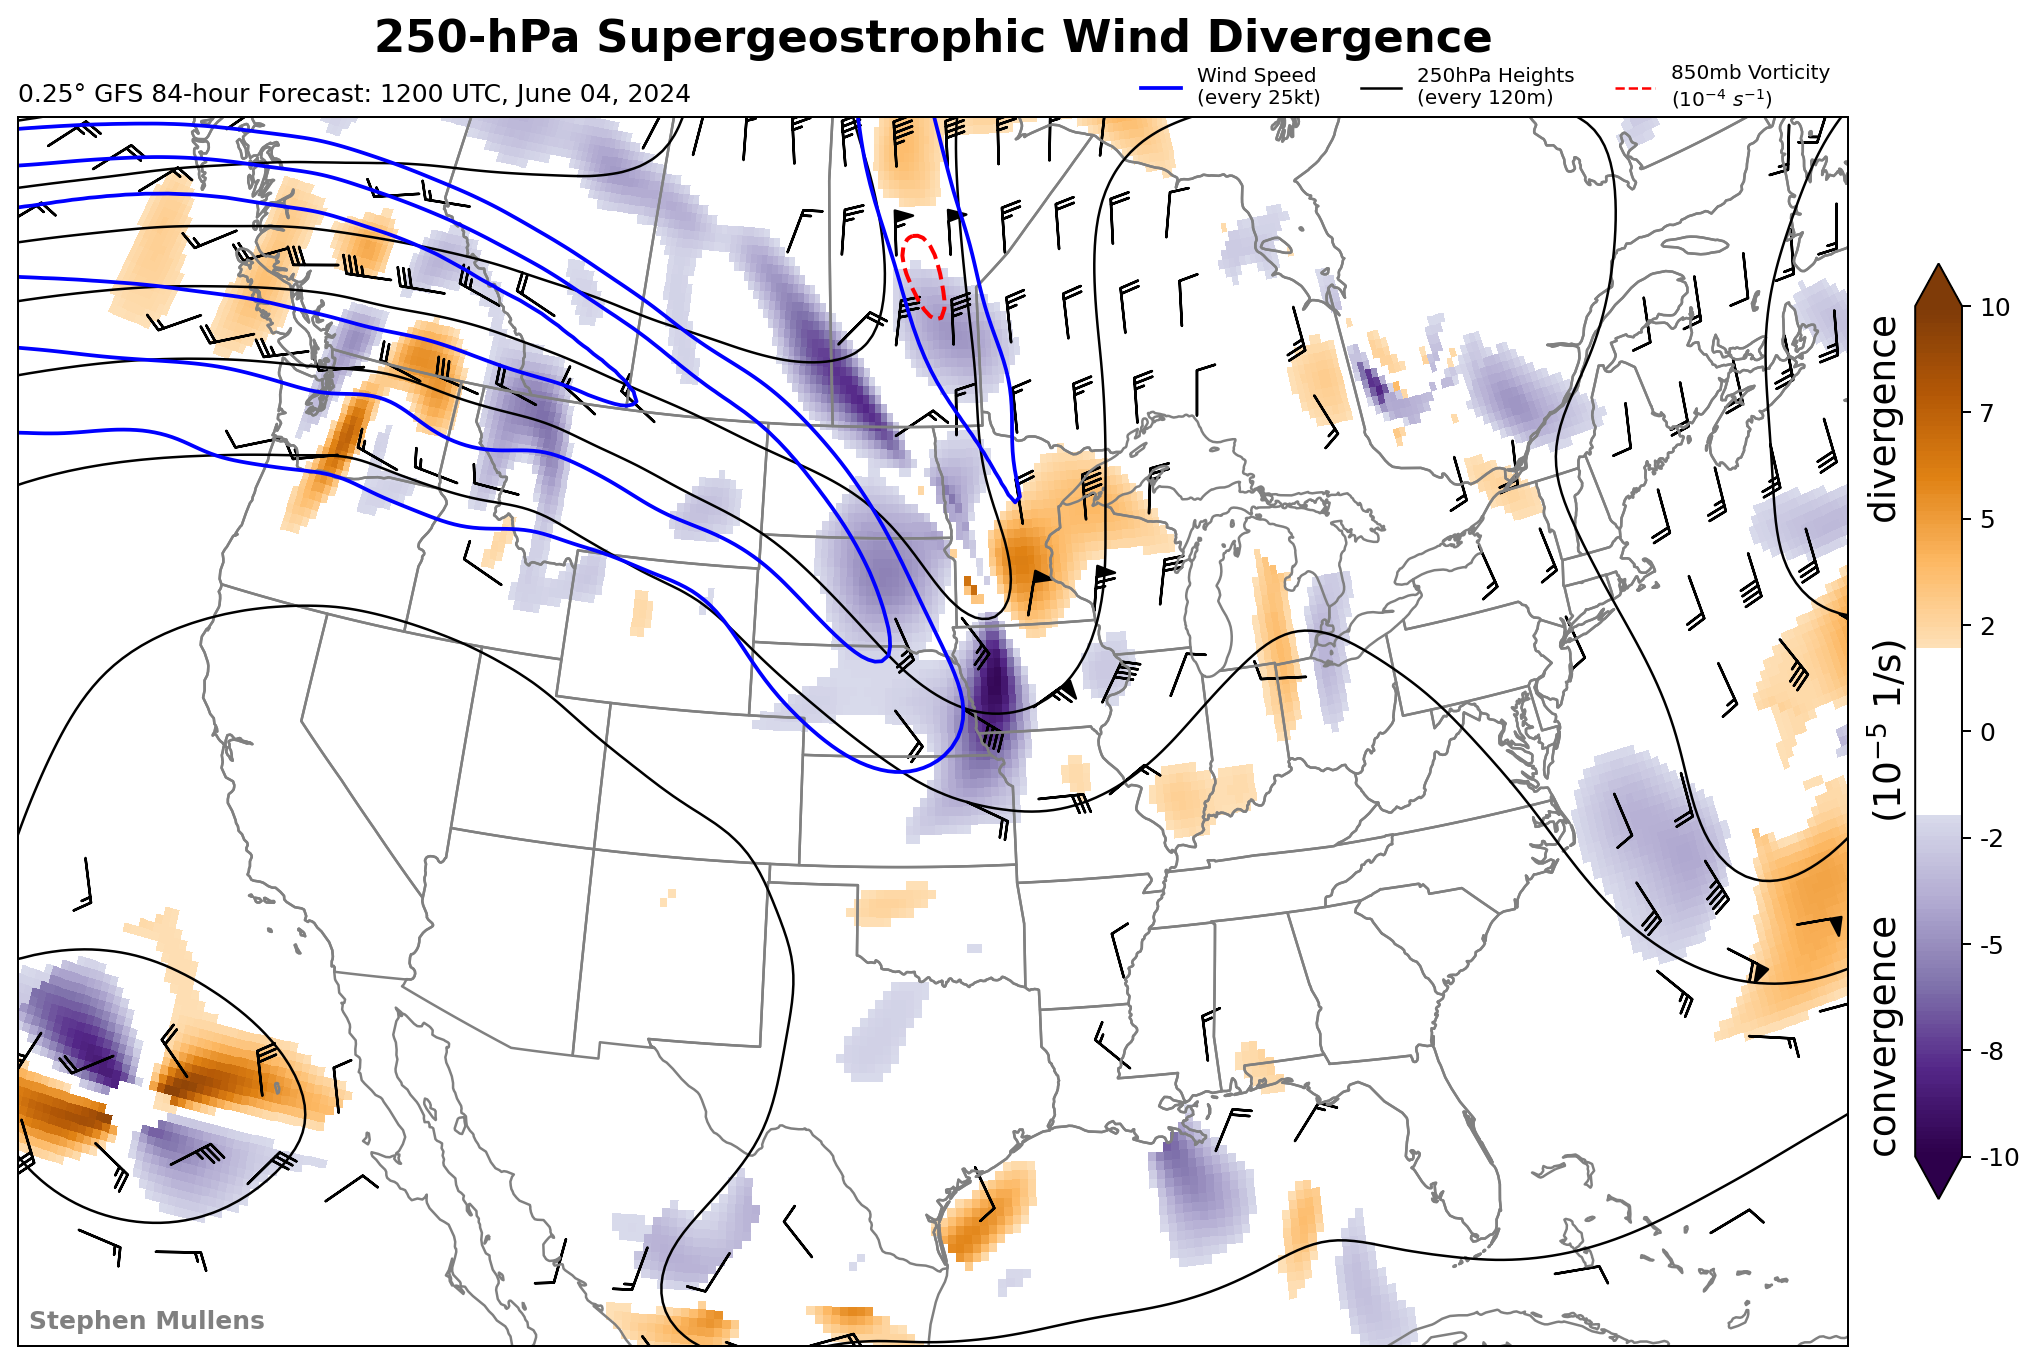 250-hPa Supergeostrophic Wind Divergence
0.25° GFS 84-hour Forecast: 1200 UTC, June 04, 2024
Wind Speed
(every 25kt)
250hPa Heights
(every 120m)
850mb Vorticity
(10⁻⁴ s⁻¹)
10
7
5
2
0
-2
-5
-8
-10
convergence (10⁻⁵ 1/s) divergence
Stephen Mullens